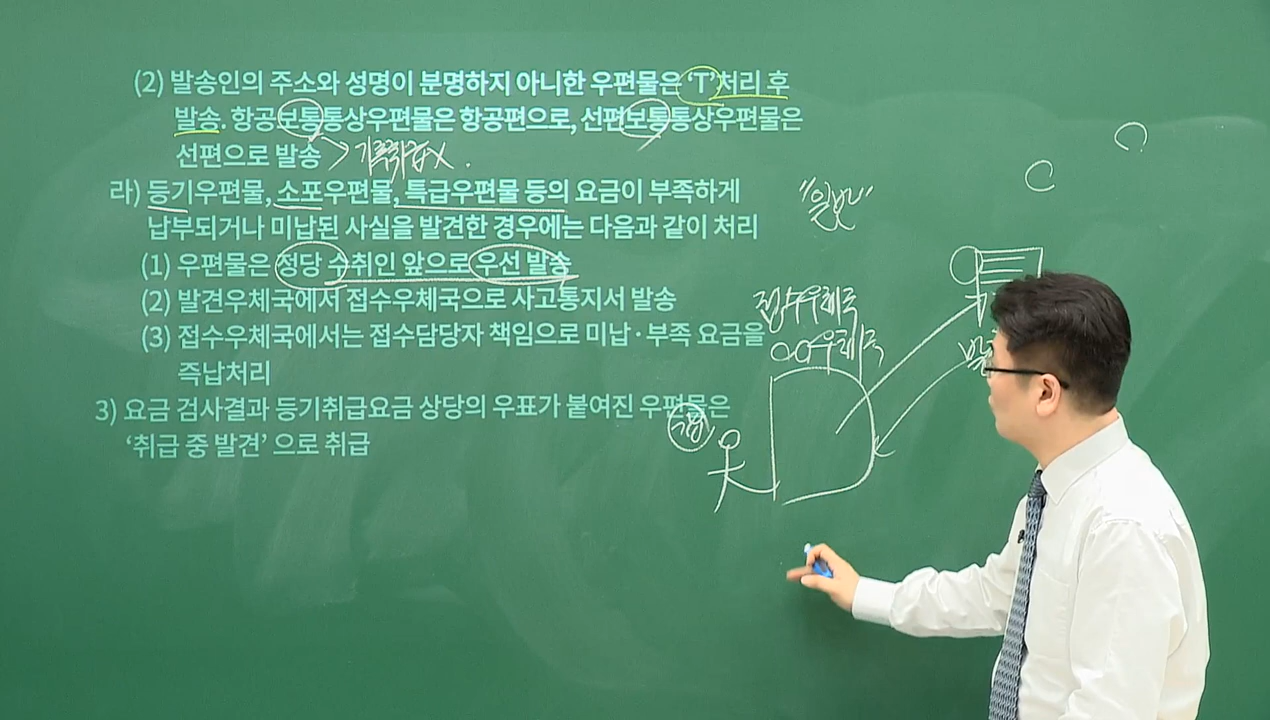 (2) 발송인의 주소와 성명이 분명하지 아니한 우편물은 ‘T’처리 후
발송. 항공보통통상우편물은 항공편으로, 선편보통통상우편물은
선편으로 발송
기록취급X.
라) 등기우편물, 소포우편물, 특급우편물 등의 요금이 부족하게
납부되거나 미납된 사실을 발견한 경우에는 다음과 같이 처리
“일반”
(1) 우편물은 정당 수취인 앞으로 우선 발송
(2) 발견우체국에서 접수우체국으로 사고통지서 발송
접수우체국
(3) 접수우체국에서는 접수담당자 책임으로 미납·부족 요금을
즉납처리
OO우체국
3) 요금 검사결과 등기취급요금 상당의 우표가 붙여진 우편물은
‘취급 중 발견’ 으로 취급